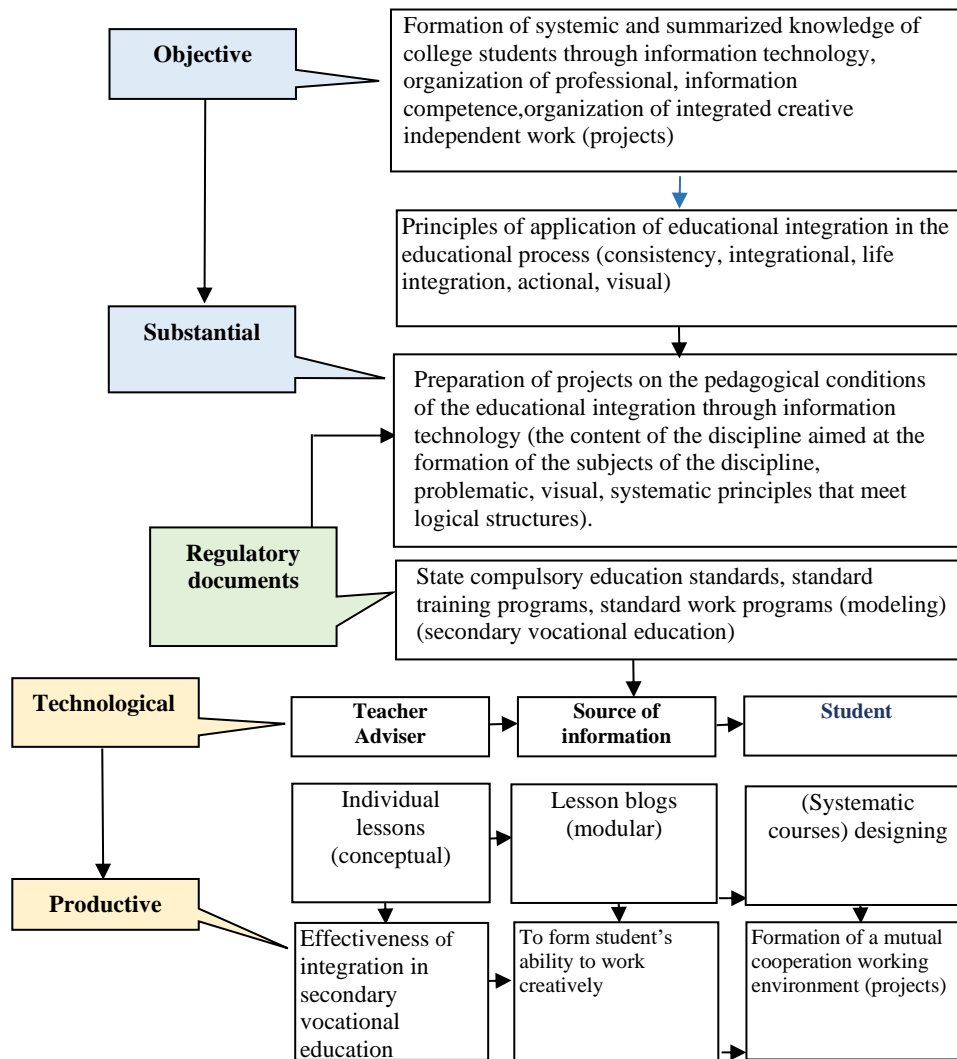 Objective
Formation of systemic and summarized knowledge of
college students through information technology,
organization of professional, information
competence,organization of integrated creative
independent work (projects)
Principles of application of educational integration in the
educational process (consistency, integrational, life
integration, actional, visual)
Substantial
Preparation of projects on the pedagogical conditions
of the educational integration through information
technology (the content of the discipline aimed at the
formation of the subjects of the discipline,
problematic, visual, systematic principles that meet
logical structures).
Regulatory
documents
State compulsory education standards, standard
training programs, standard work programs (modeling)
(secondary vocational education)
Technological
Teacher
Adviser
Source of
information
Student
Individual
lessons
(conceptual)
Lesson blogs
(modular)
(Systematic
courses) designing
Productive
Effectiveness of
integration in
secondary
vocational
education
To form student’s
ability to work
creatively
Formation of a mutual
cooperation working
environment (projects)